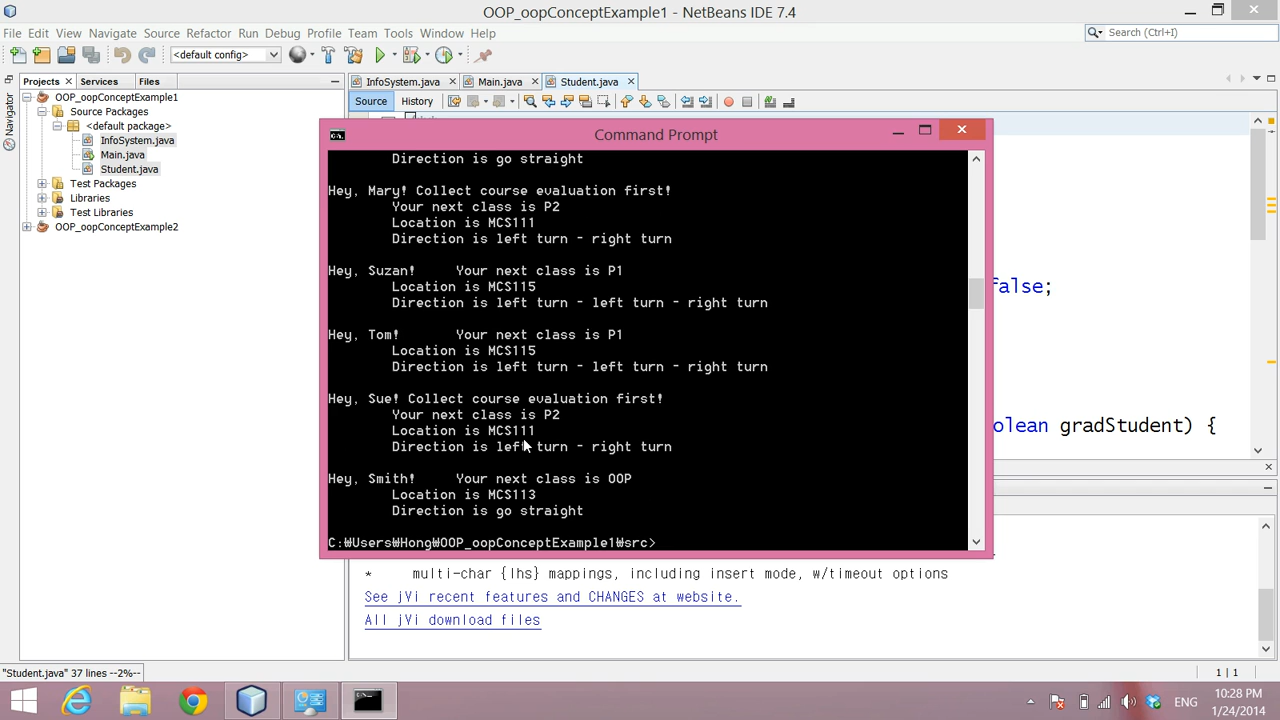 OOP_oopConceptExample1 - NetBeans IDE 7.4
File Edit View Navigate Source Refactor Run Debug Profile Team Tools Window Help
Search (Ctrl+I)
<default config>
Projects Services Files
InfoSystem.java Main.java Student.java
Navigator
OOP_oopConceptExample1
Source Packages
<default package>
InfoSystem.java
Main.java
Student.java
Test Packages
Libraries
Test Libraries
OOP_oopConceptExample2
Source History
Command Prompt
C:\.
Direction is go straight
Hey, Mary! Collect course evaluation first!
Your next class is P2
Location is MCS111
Direction is left turn - right turn
Hey, Suzan! Your next class is P1
Location is MCS115
Direction is left turn - left turn - right turn
Hey, Tom! Your next class is P1
Location is MCS115
Direction is left turn - left turn - right turn
Hey, Sue! Collect course evaluation first!
Your next class is P2
Location is MCS111
Direction is left turn - right turn
Hey, Smith! Your next class is OOP
Location is MCS113
Direction is go straight
C:₩Users₩Hong₩OOP_oopConceptExample1₩src>
false;
olean gradStudent) {
* multi-char {lhs} mappings, including insert mode, w/timeout options
See jVi recent features and CHANGES at website.
All jVi download files
"Student.java" 37 lines --2%--
1 | 1
ENG
10:28 PM
1/24/2014